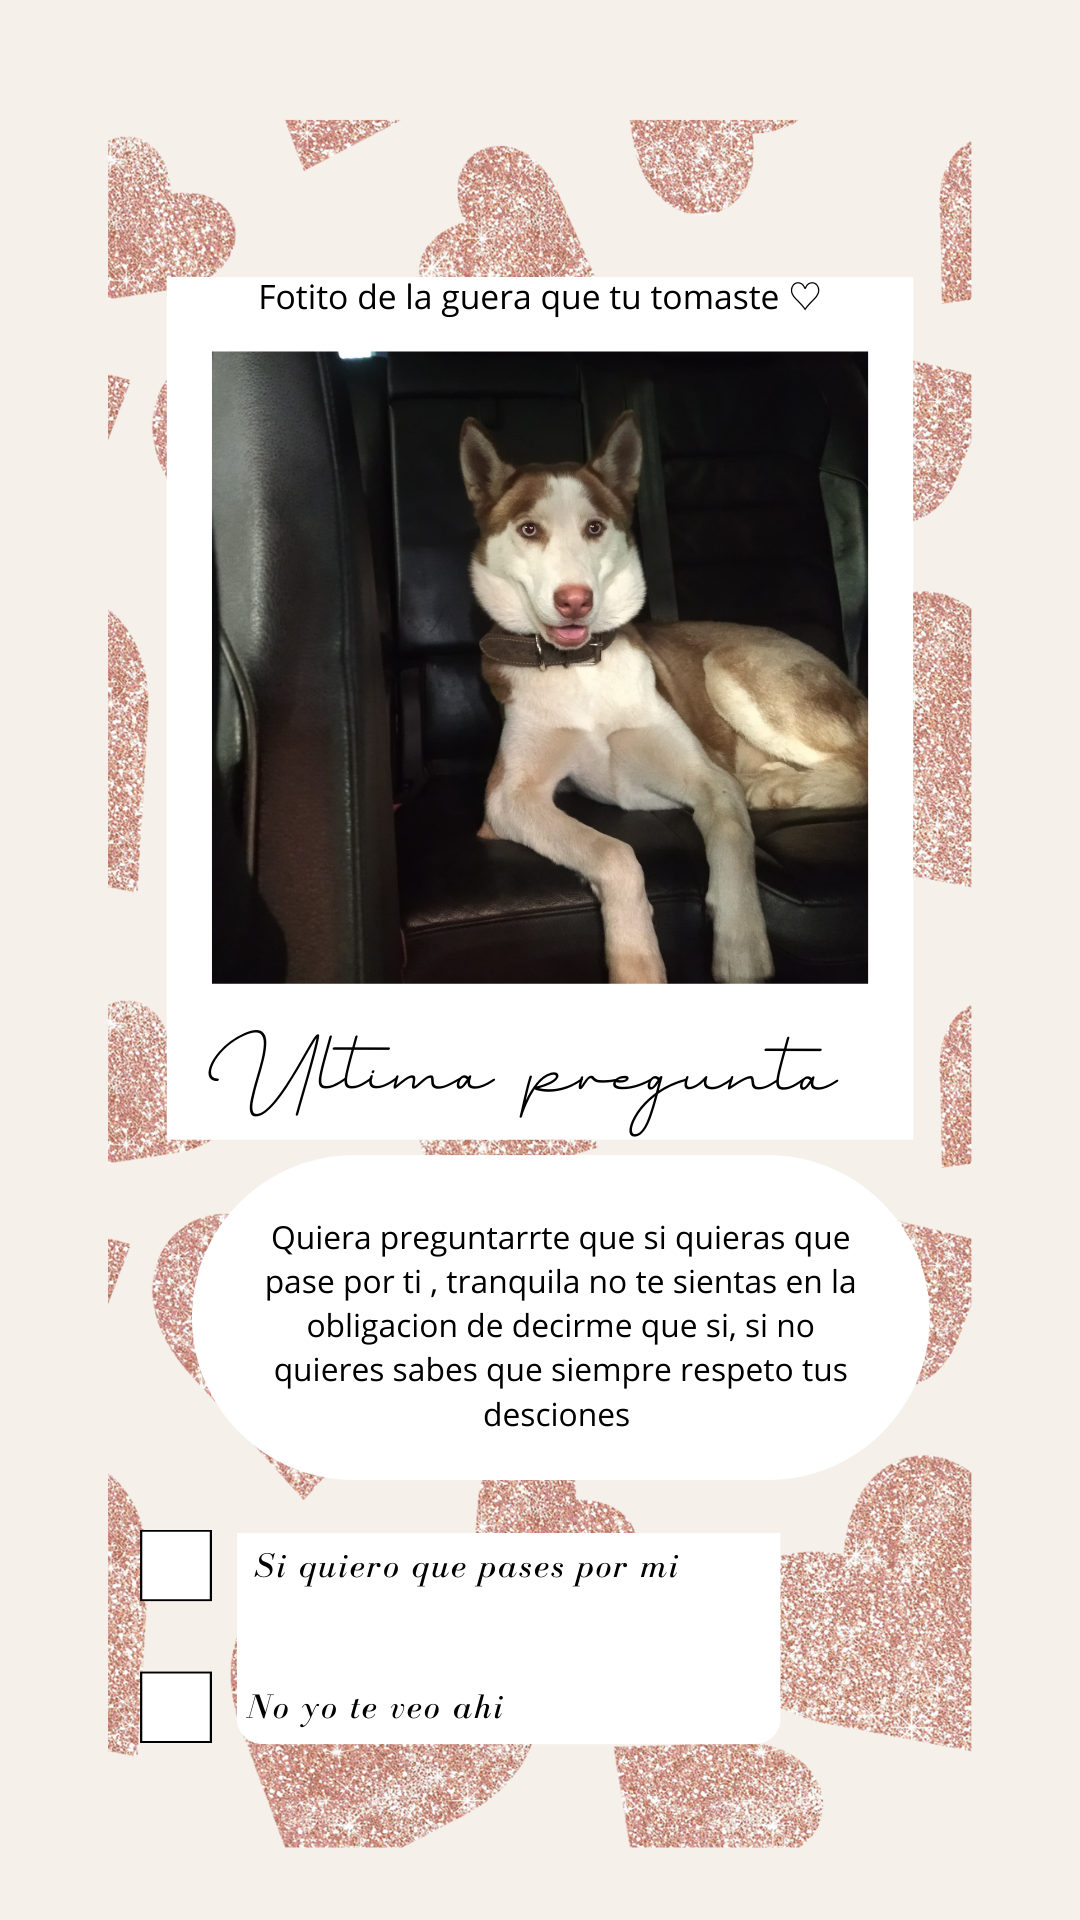 Fotito de la guera que tu tomaste ♡
Ultima pregunta
Quiera preguntarrte que si quieras que
pase por ti , tranquila no te sientas en la
obligacion de decirme que si, si no
quieres sabes que siempre respeto tus
desciones
Si quiero que pases por mi
No yo te veo ahi